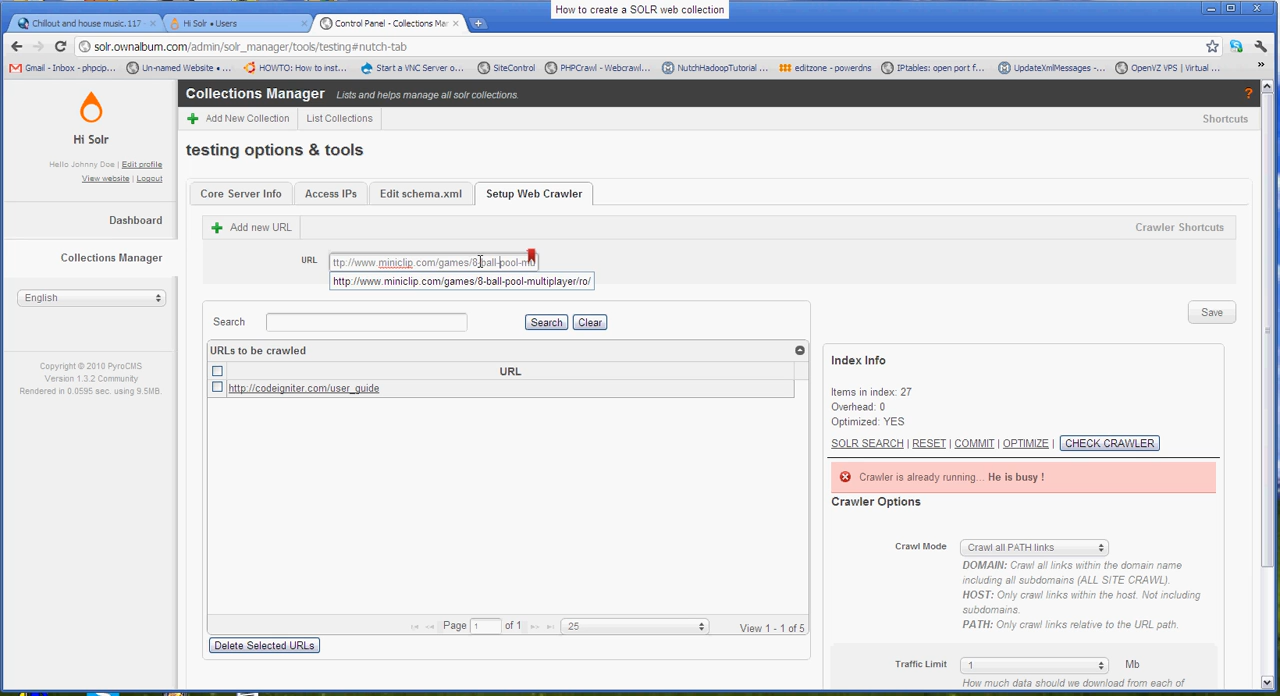 How to create a SOLR web collection
Chillout and house music. 117
Hi Solr • Users
Control Panel - Collections Ma
solr.ownalbum.com/admin/solr_manager/tools/testing#nutch-tab
Gmail - Inbox - phpcip...
Un-named Website • ...
HOWTO: How to inst...
Start a VNC Server o...
SiteControl
PHPCrawl - Webcrawl...
NutchHadoopTutorial ...
editzone - powerdns
IPtables: open port f...
UpdateXmlMessages - ...
OpenVZ VPS | Virtual ...
»
Hi Solr
Hello Johnny Doe | Edit profile
View website | Logout
Dashboard
Collections Manager
English
Copyright © 2010 PyroCMS
Version 1.3.2 Community
Rendered in 0.0595 sec. using 9.5MB.
Collections Manager Lists and helps manage all solr collections.
?
Add New Collection
List Collections
Shortcuts
testing options & tools
Core Server Info
Access IPs
Edit schema.xml
Setup Web Crawler
Add new URL
Crawler Shortcuts
URL
ttp://www.miniclip.com/games/8-ball-pool-mu
http://www.miniclip.com/games/8-ball-pool-multiplayer/ro/
Search
Search
Clear
Save
URLs to be crawled
URL
http://codeigniter.com/user_guide
Page 1 of 1
25
View 1 - 1 of 5
Delete Selected URLs
Index Info
Items in index: 27
Overhead: 0
Optimized: YES
SOLR SEARCH | RESET | COMMIT | OPTIMIZE | CHECK CRAWLER
Crawler is already running... He is busy !
Crawler Options
Crawl Mode
Crawl all PATH links
DOMAIN: Crawl all links within the domain name
including all subdomains (ALL SITE CRAWL).
HOST: Only crawl links within the host. Not including
subdomains.
PATH: Only crawl links relative to the URL path.
Traffic Limit
1
Mb
How much data should we download from each of